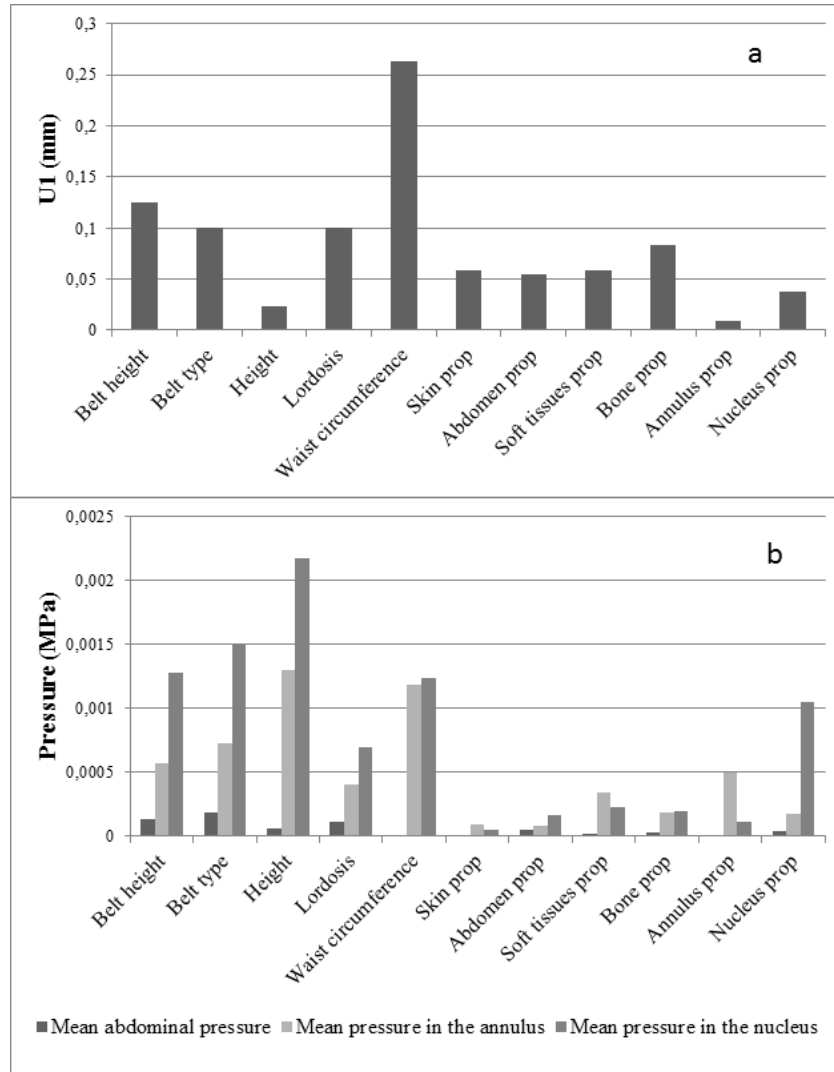 a
U1 (mm)
0,3
0,25
0,2
0,15
0,1
0,05
0
Belt height
Belt type
Height
Lordosis
Waist circumference
Skin prop
Abdomen prop
Soft tissues prop
Bone prop
Annulus prop
Nucleus prop
b
Pressure (MPa)
0,0025
0,002
0,0015
0,001
0,0005
0
Belt height
Belt type
Height
Lordosis
Waist circumference
Skin prop
Abdomen prop
Soft tissues prop
Bone prop
Annulus prop
Nucleus prop
Mean abdominal pressure Mean pressure in the annulus Mean pressure in the nucleus